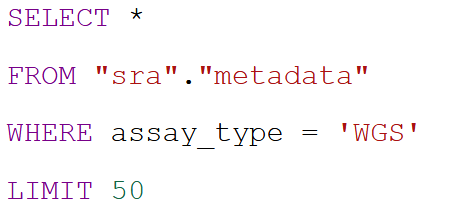 SELECT *
FROM "sra"."metadata"
WHERE assay_type = 'WGS'
LIMIT 50